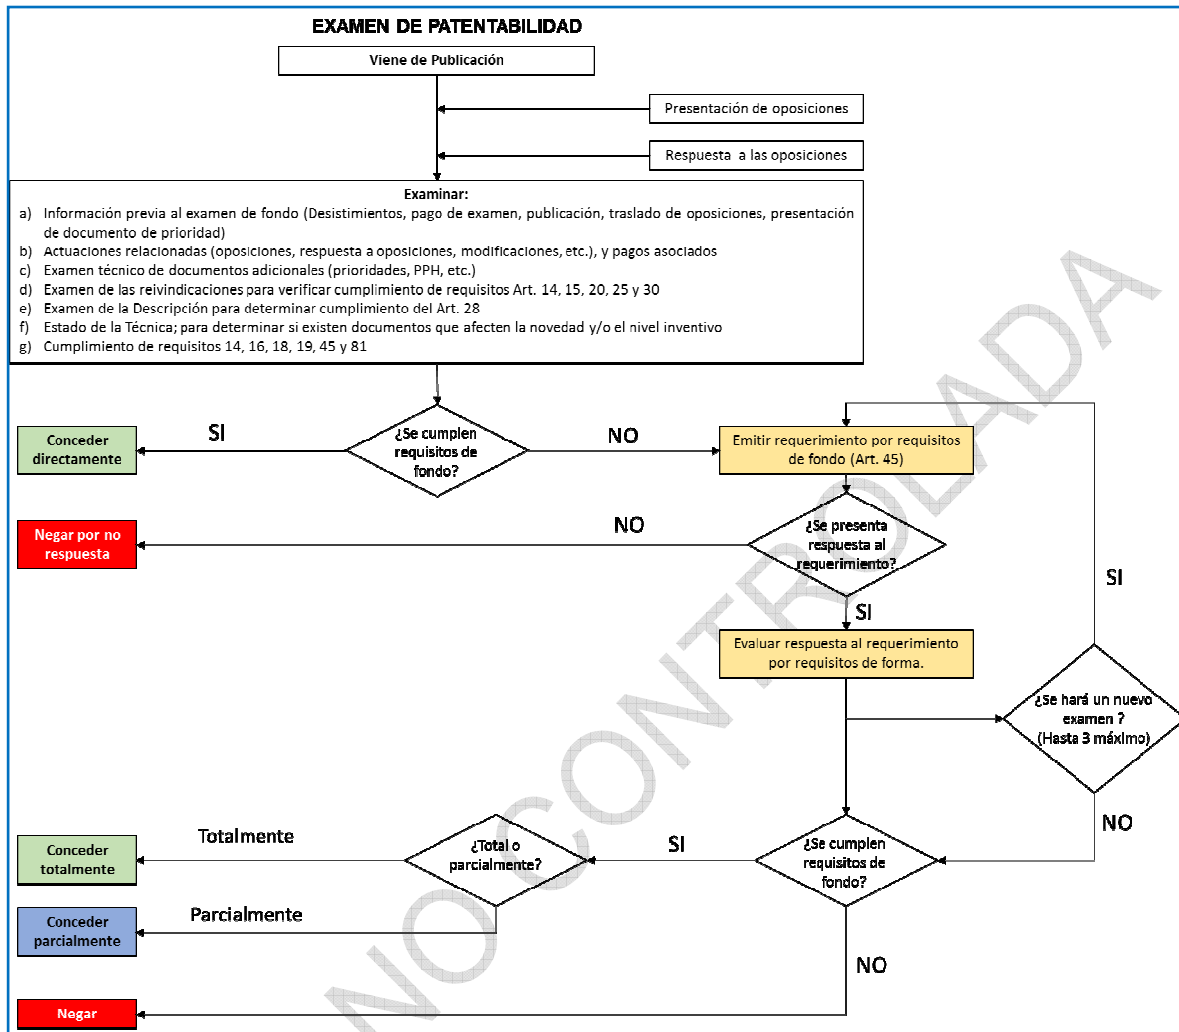 EXAMEN DE PATENTABILIDAD
Viene de Publicación
Presentación de oposiciones
Respuesta a las oposiciones
Examinar:
a) Información previa al examen de fondo (Desistimientos, pago de examen, publicación, traslado de oposiciones, presentación
de documento de prioridad)
b) Actuaciones relacionadas (oposiciones, respuesta a oposiciones, modificaciones, etc.), y pagos asociados
c) Examen técnico de documentos adicionales (prioridades, PPH, etc.)
d) Examen de las reivindicaciones para verificar cumplimiento de requisitos Art. 14, 15, 20, 25 y 30
e) Examen de la Descripción para determinar cumplimiento del Art. 28
f) Estado de la Técnica; para determinar si existen documentos que afecten la novedad y/o el nivel inventivo
g) Cumplimiento de requisitos 14, 16, 18, 19, 45 y 81
Conceder
directamente
SI
¿Se cumplen
requisitos de
fondo?
NO
Emitir requerimiento por requisitos
de fondo (Art. 45)
Negar por no
respuesta
NO
¿Se presenta
respuesta al
requerimiento?
SI
SI
Evaluar respuesta al requerimiento
por requisitos de forma.
¿Se hará un nuevo
examen ?
(Hasta 3 máximo)
NO
Conceder
totalmente
Totalmente
¿Total o
parcialmente?
SI
¿Se cumplen
requisitos de
fondo?
Conceder
parcialmente
Parcialmente
NO
Negar
NO CONTROLADA